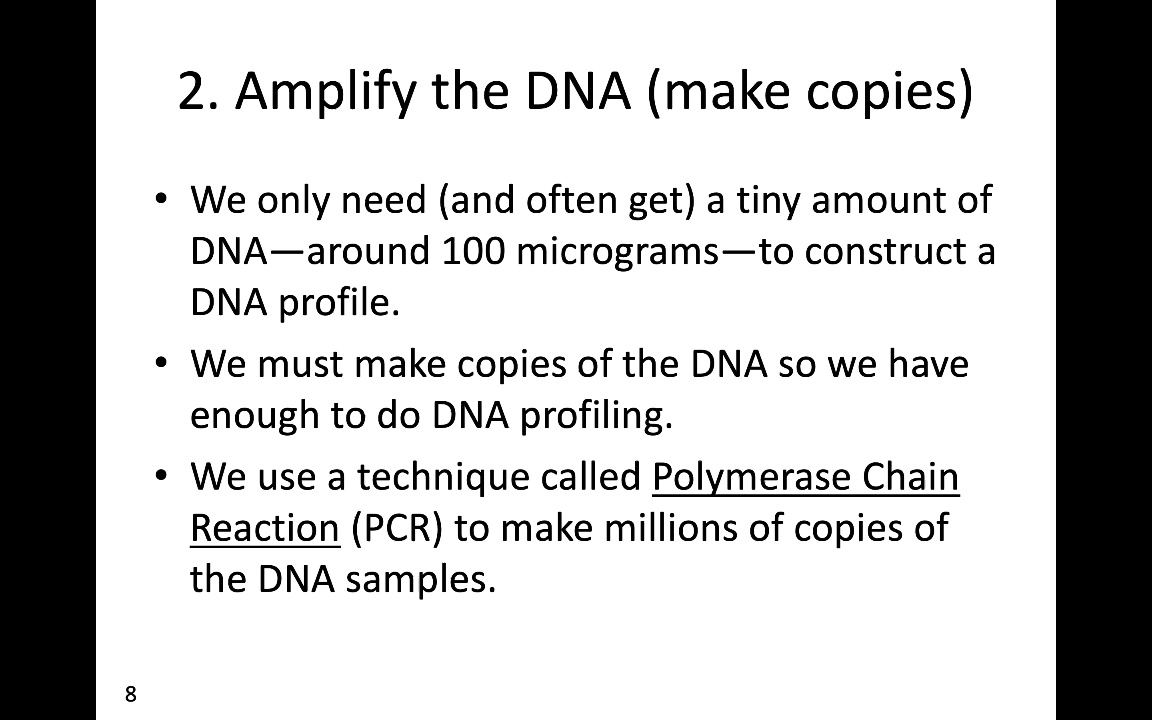 2. Amplify the DNA (make copies)
• We only need (and often get) a tiny amount of
DNA—around 100 micrograms—to construct a
DNA profile.
• We must make copies of the DNA so we have
enough to do DNA profiling.
• We use a technique called Polymerase Chain
Reaction (PCR) to make millions of copies of
the DNA samples.
8